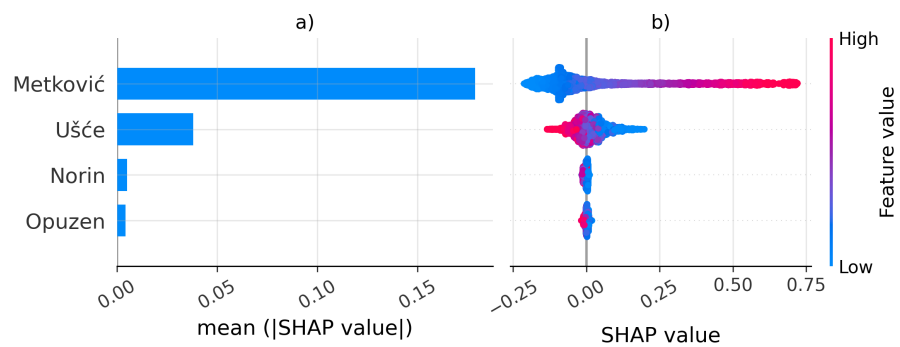 a)
Metković
Ušće
Norin
Opuzen
0.00
0.05
0.10
0.15
mean (|SHAP value|)
b)
−0.25
0.00
0.25
0.50
0.75
SHAP value
High
Low
Feature value